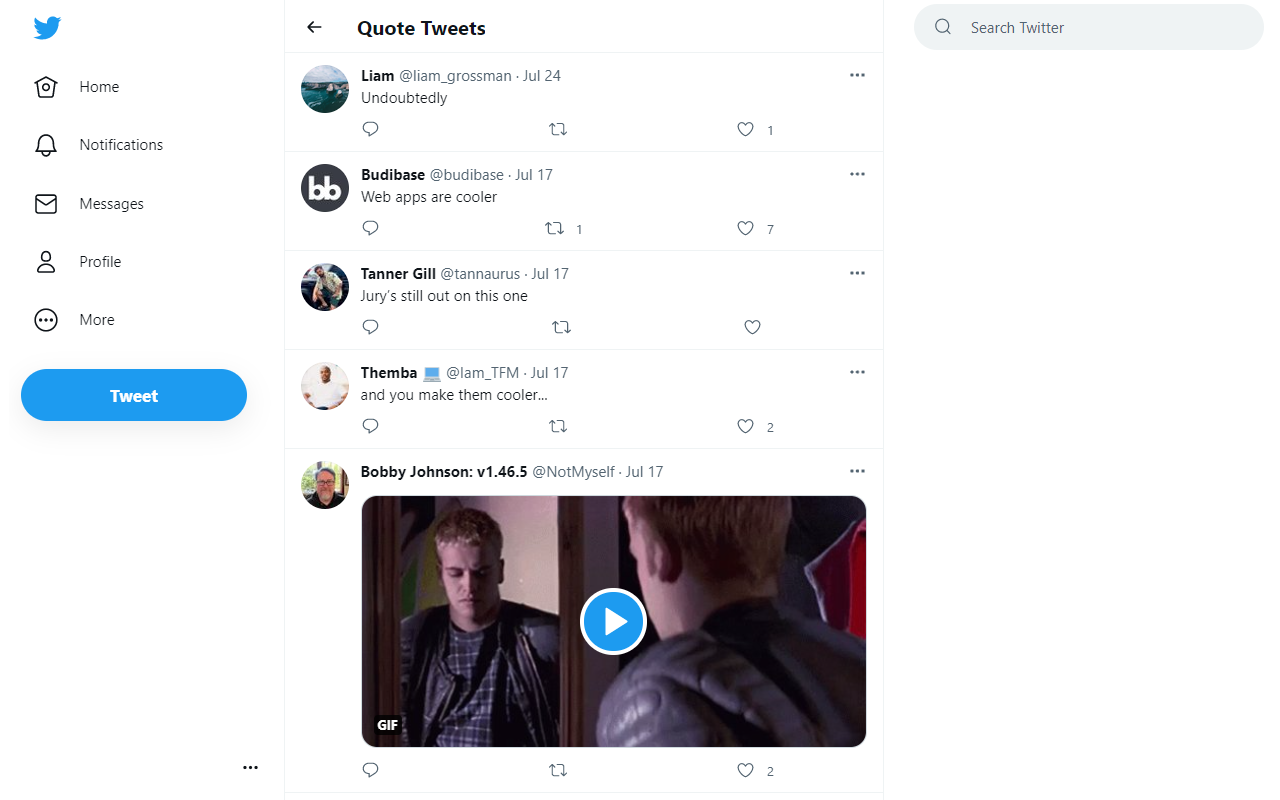 Quote Tweets
Search Twitter
Home
Notifications
Messages
Profile
More
Tweet
Liam @liam_grossman · Jul 24
Undoubtedly
1
bb
Budibase @budibase · Jul 17
Web apps are cooler
1 7
Tanner Gill @tannaurus · Jul 17
Jury's still out on this one
Themba 💻 @Iam_TFM · Jul 17
and you make them cooler...
2
Bobby Johnson: v1.46.5 @NotMyself · Jul 17
GIF
2